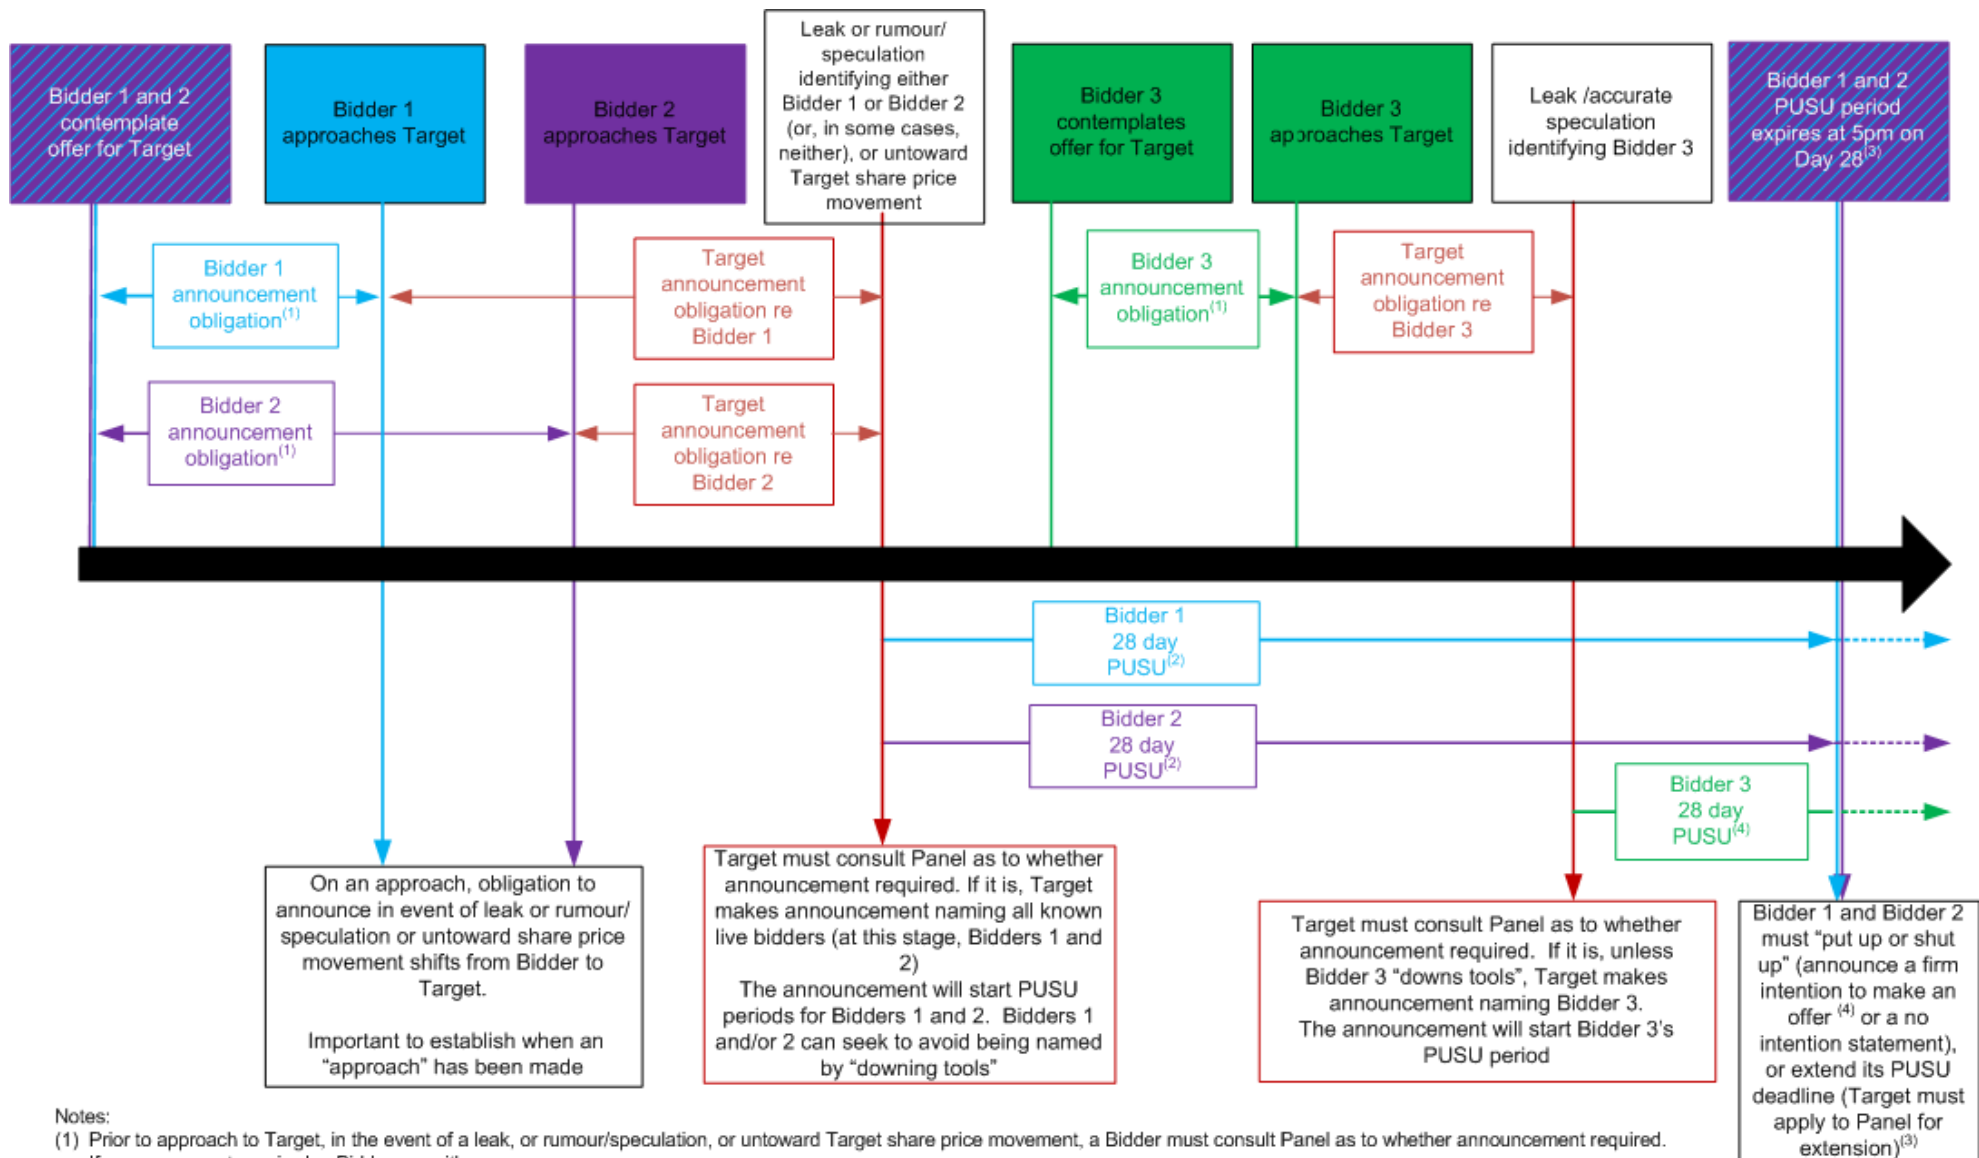 Bidder 1 and 2
contemplate
offer for Target
Bidder 1
approaches Target
Bidder 2
approaches Target
Leak or rumour/
speculation
identifying either
Bidder 1 or Bidder 2
(or, in some cases,
neither), or untoward
Target share price
movement
Bidder 3
contemplates
offer for Target
Bidder 3
approaches Target
Leak /accurate
speculation
identifying Bidder 3
Bidder 1 and 2
PUSU period
expires at 5pm on
Day 28(3)
Bidder 1
announcement
obligation(1)
Target
announcement
obligation re
Bidder 1
Bidder 3
announcement
obligation(1)
Target
announcement
obligation re
Bidder 3
Bidder 2
announcement
obligation(1)
Target
announcement
obligation re
Bidder 2
Bidder 1
28 day
PUSU(2)
Bidder 2
28 day
PUSU(2)
Bidder 3
28 day
PUSU(4)
On an approach, obligation to
announce in event of leak or rumour/
speculation or untoward share price
movement shifts from Bidder to
Target.
Important to establish when an
“approach” has been made
Target must consult Panel as to whether
announcement required. If it is, Target
makes announcement naming all known
live bidders (at this stage, Bidders 1 and
2)
The announcement will start PUSU
periods for Bidders 1 and 2. Bidders 1
and/or 2 can seek to avoid being named
by “downing tools”
Target must consult Panel as to whether
announcement required. If it is, unless
Bidder 3 “downs tools”, Target makes
announcement naming Bidder 3.
The announcement will start Bidder 3’s
PUSU period
Bidder 1 and Bidder 2
must “put up or shut
up” (announce a firm
intention to make an
offer (4) or a no
intention statement),
or extend its PUSU
deadline (Target must
apply to Panel for
extension)(3)
Notes:
(1) Prior to approach to Target, in the event of a leak, or rumour/speculation, or untoward Target share price movement, a Bidder must consult Panel as to whether announcement required.